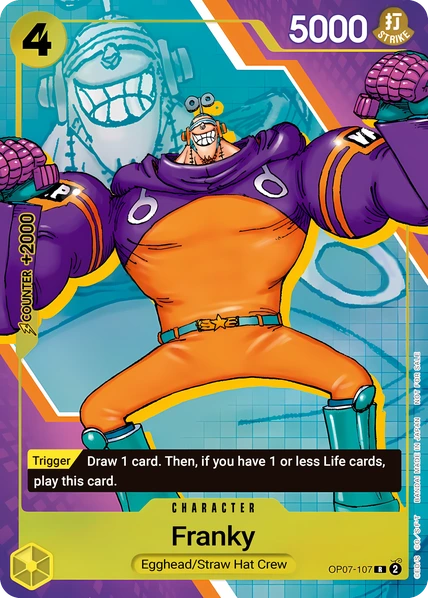 4
5000
打
STRIKE
P
COUNTER +2000
Trigger Draw 1 card. Then, if you have 1 or less Life cards,
play this card.
CHARACTER
Franky
Egghead/Straw Hat Crew
OP07-107 R 2
BANDAI MADE IN JAPAN NOT FOR SALE